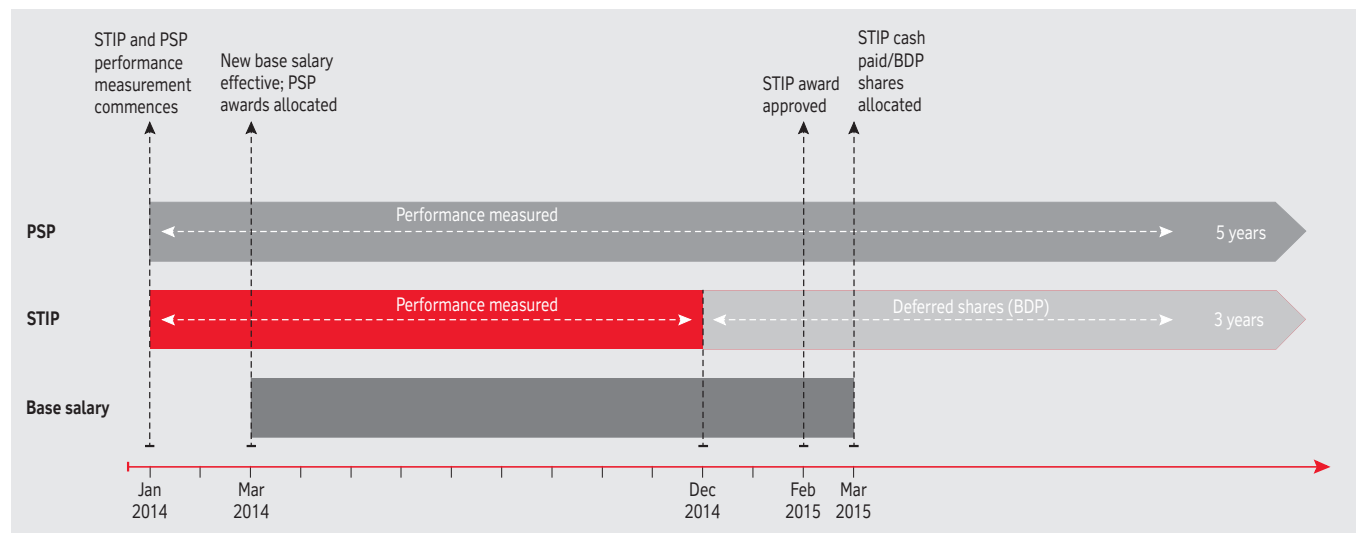 STIP and PSP
performance
measurement
commences
New base salary
effective; PSP
awards allocated
STIP award
approved
STIP cash
paid/BDP
shares
allocated
PSP
Performance measured
5 years
STIP
Performance measured
Deferred shares (BDP)
3 years
Base salary
Jan
2014
Mar
2014
Dec
2014
Feb
2015
Mar
2015